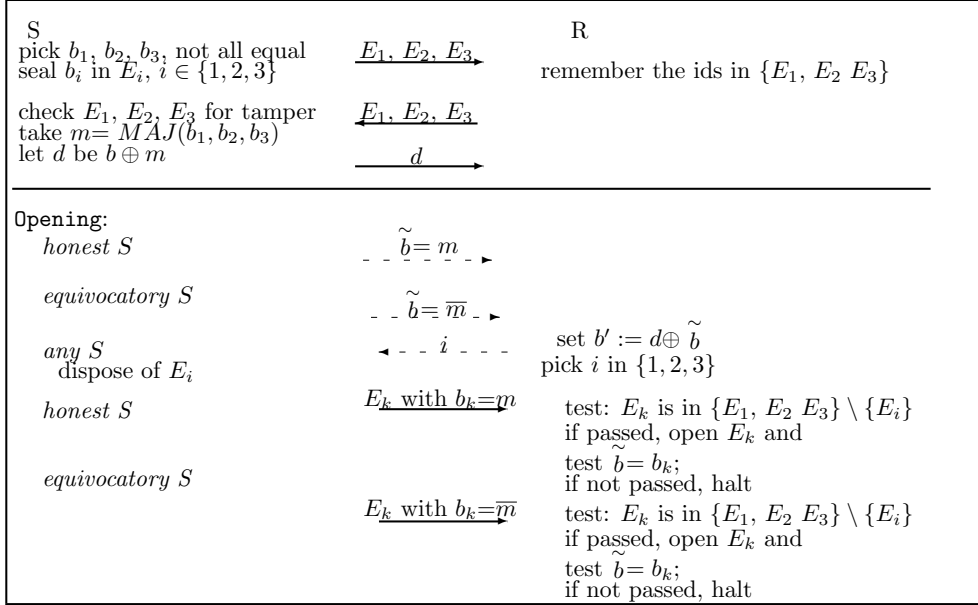 S R
pick b₁, b₂, b₃, not all equal E₁, E₂, E₃
seal bᵢ in Eᵢ, i ∈ {1, 2, 3} remember the ids in {E₁, E₂ E₃}
check E₁, E₂, E₃ for tamper E₁, E₂, E₃
take m= MAJ(b₁, b₂, b₃)
let d be b ⊕ m d
Opening:
honest S b̃= m
equivocatory S b̃= m̅
any S i set b′ := d⊕ b̃
dispose of Eᵢ pick i in {1, 2, 3}
honest S Eₖ with bₖ=m test: Eₖ is in {E₁, E₂ E₃} \ {Eᵢ}
if passed, open Eₖ and
test b̃= bₖ;
equivocatory S if not passed, halt
Eₖ with bₖ=m̅ test: Eₖ is in {E₁, E₂ E₃} \ {Eᵢ}
if passed, open Eₖ and
test b̃= bₖ;
if not passed, halt